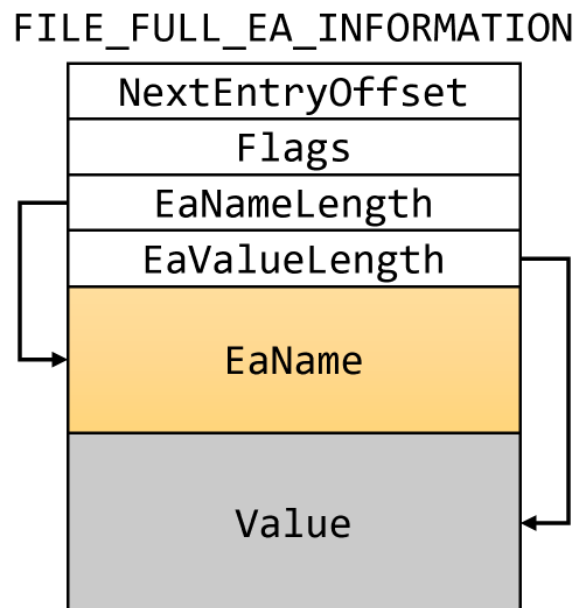 FILE_FULL_EA_INFORMATION
NextEntryOffset
Flags
EaNameLength
EaValueLength
EaName
Value